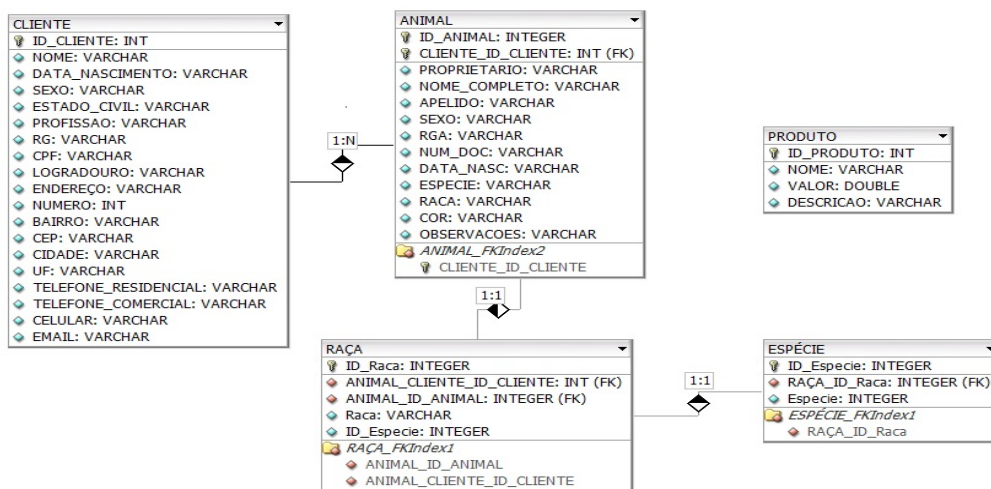 CLIENTE
ID_CLIENTE: INT
NOME: VARCHAR
DATA_NASCIMENTO: VARCHAR
SEXO: VARCHAR
ESTADO_CIVIL: VARCHAR
PROFISSAO: VARCHAR
RG: VARCHAR
CPF: VARCHAR
LOGRADOURO: VARCHAR
ENDEREÇO: VARCHAR
NUMERO: INT
BAIRRO: VARCHAR
CEP: VARCHAR
CIDADE: VARCHAR
UF: VARCHAR
TELEFONE_RESIDENCIAL: VARCHAR
TELEFONE_COMERCIAL: VARCHAR
CELULAR: VARCHAR
EMAIL: VARCHAR
1:N
ANIMAL
ID_ANIMAL: INTEGER
CLIENTE_ID_CLIENTE: INT (FK)
PROPRIETARIO: VARCHAR
NOME_COMPLETO: VARCHAR
APELIDO: VARCHAR
SEXO: VARCHAR
RGA: VARCHAR
NUM_DOC: VARCHAR
DATA_NASC: VARCHAR
ESPECIE: VARCHAR
RACA: VARCHAR
COR: VARCHAR
OBSERVACOES: VARCHAR
ANIMAL_FKIndex2
CLIENTE_ID_CLIENTE
PRODUTO
ID_PRODUTO: INT
NOME: VARCHAR
VALOR: DOUBLE
DESCRICAO: VARCHAR
1:1
RAÇA
ID_Raca: INTEGER
ANIMAL_CLIENTE_ID_CLIENTE: INT (FK)
ANIMAL_ID_ANIMAL: INTEGER (FK)
Raca: VARCHAR
ID_Especie: INTEGER
RAÇA_FKIndex1
ANIMAL_ID_ANIMAL
ANIMAL_CLIENTE_ID_CLIENTE
1:1
ESPÉCIE
ID_Especie: INTEGER
RAÇA_ID_Raca: INTEGER (FK)
Especie: INTEGER
ESPÉCIE_FKIndex1
RAÇA_ID_Raca